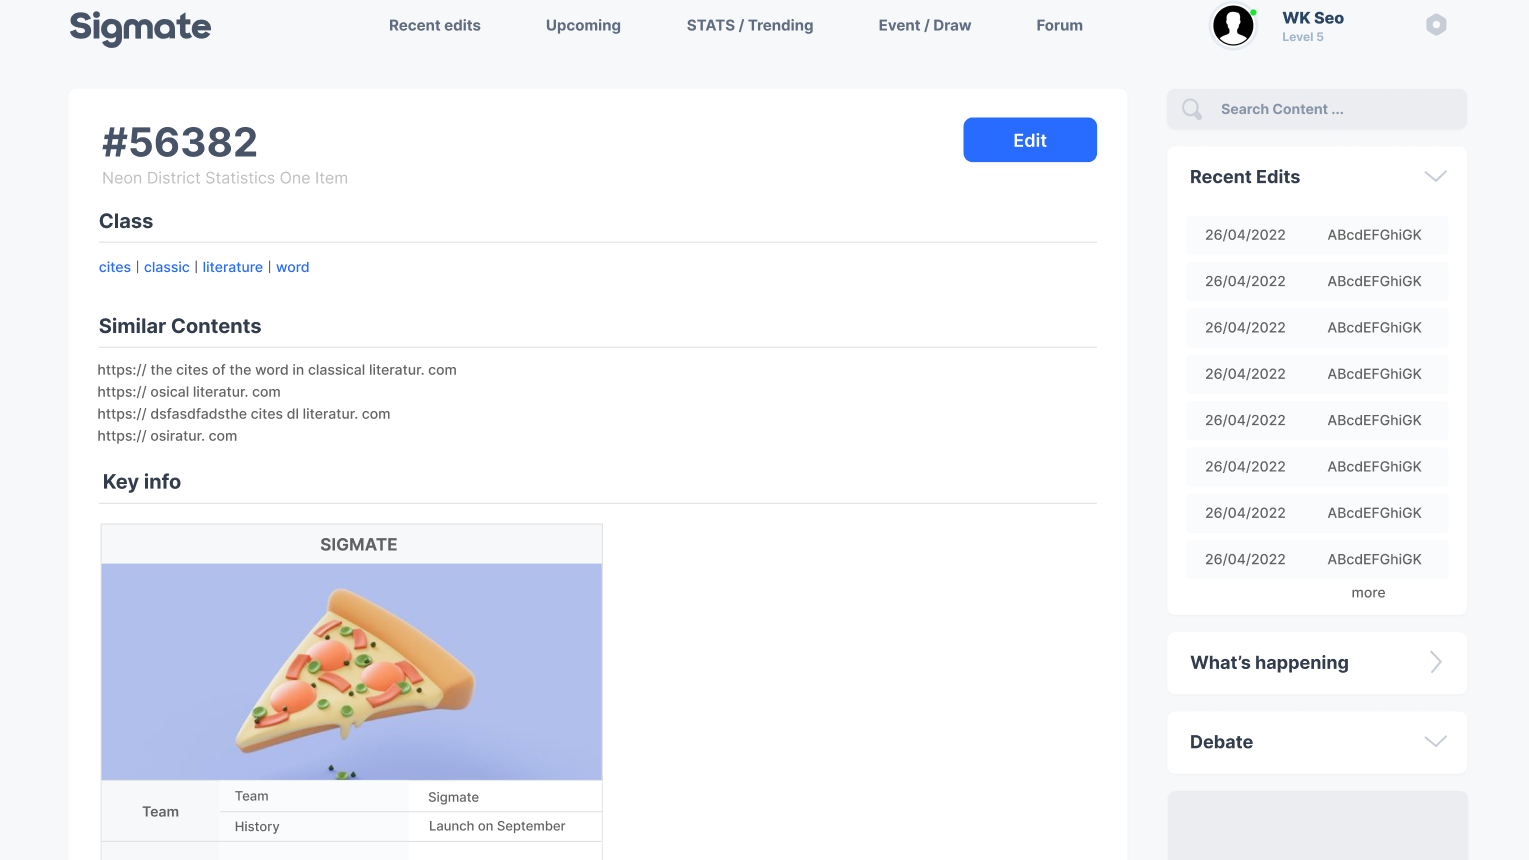 Sigmate
Recent edits
Upcoming
STATS / Trending
Event / Draw
Forum
WK Seo
Level 5
#56382
Edit
Neon District Statistics One Item
Class
cites | classic | literature | word
Similar Contents
https:// the cites of the word in classical literatur. com
https:// osical literatur. com
https:// dsfasdfadsthe cites dl literatur. com
https:// osiratur. com
Key info
SIGMATE
Team
Team
Sigmate
History
Launch on September
Search Content ...
Recent Edits
26/04/2022 ABcdEFGhiGK
26/04/2022 ABcdEFGhiGK
26/04/2022 ABcdEFGhiGK
26/04/2022 ABcdEFGhiGK
26/04/2022 ABcdEFGhiGK
26/04/2022 ABcdEFGhiGK
26/04/2022 ABcdEFGhiGK
26/04/2022 ABcdEFGhiGK
more
What’s happening
Debate